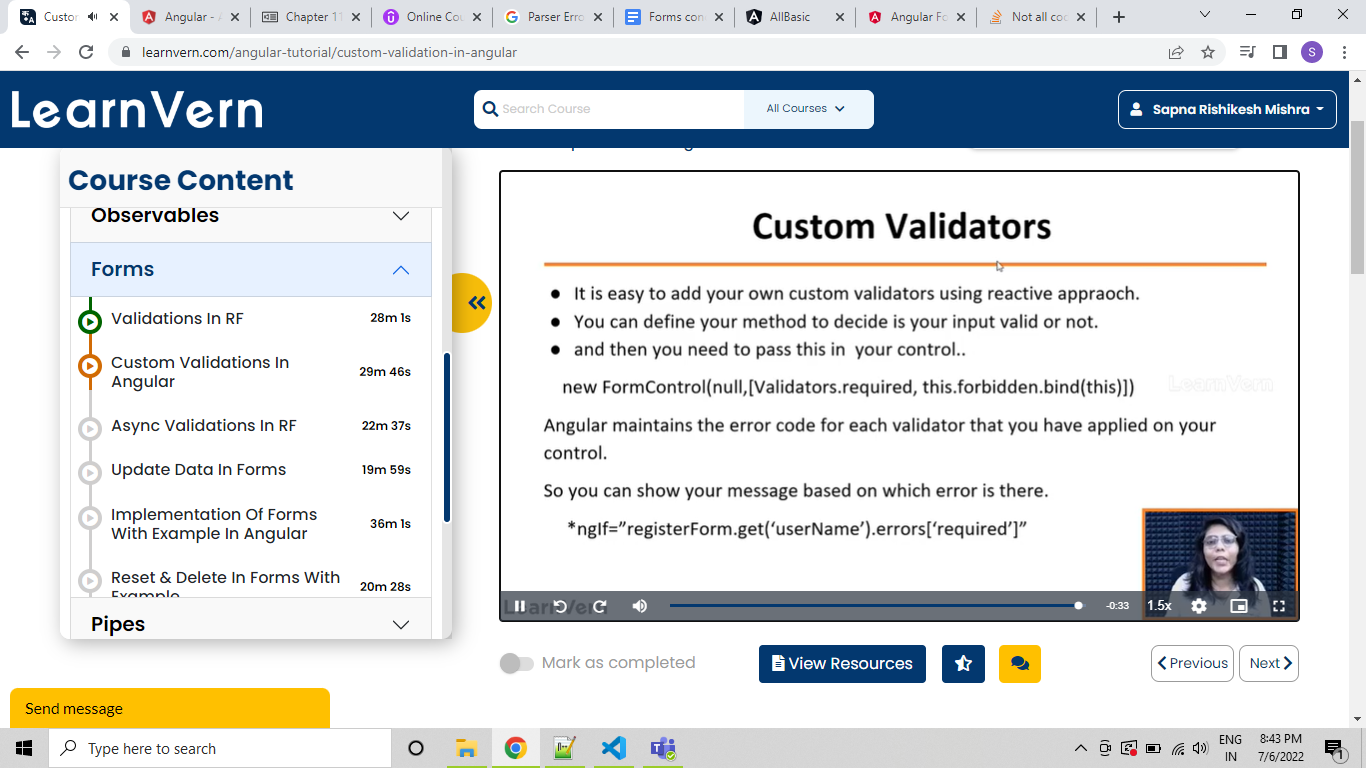 Custor
Angular - A
Chapter 11
Online Cou
Parser Erro
Forms con
AllBasic
Angular Fo
Not all coo
learnvern.com/angular-tutorial/custom-validation-in-angular
S
LearnVern
Search Course
All Courses
Sapna Rishikesh Mishra
Course Content
Observables
Forms
Validations In RF
28m 1s
Custom Validations In
Angular
29m 46s
Async Validations In RF
22m 37s
Update Data In Forms
19m 59s
Implementation Of Forms
With Example In Angular
36m 1s
Reset & Delete In Forms With
Example
20m 28s
Pipes
Custom Validators
● It is easy to add your own custom validators using reactive appraoch.
● You can define your method to decide is your input valid or not.
● and then you need to pass this in your control..
new FormControl(null,[Validators.required, this.forbidden.bind(this)])
LearnVern
Angular maintains the error code for each validator that you have applied on your
control.
So you can show your message based on which error is there.
*ngIf=”registerForm.get(‘userName’).errors[‘required’]”
LearnVern
-0:33
1.5x
Mark as completed
View Resources
Previous
Next
Send message
Type here to search
ENG
IN
8:43 PM
7/6/2022
1